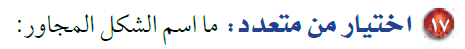 ١٧ اختيار من متعدد: ما اسم الشكل المجاور: